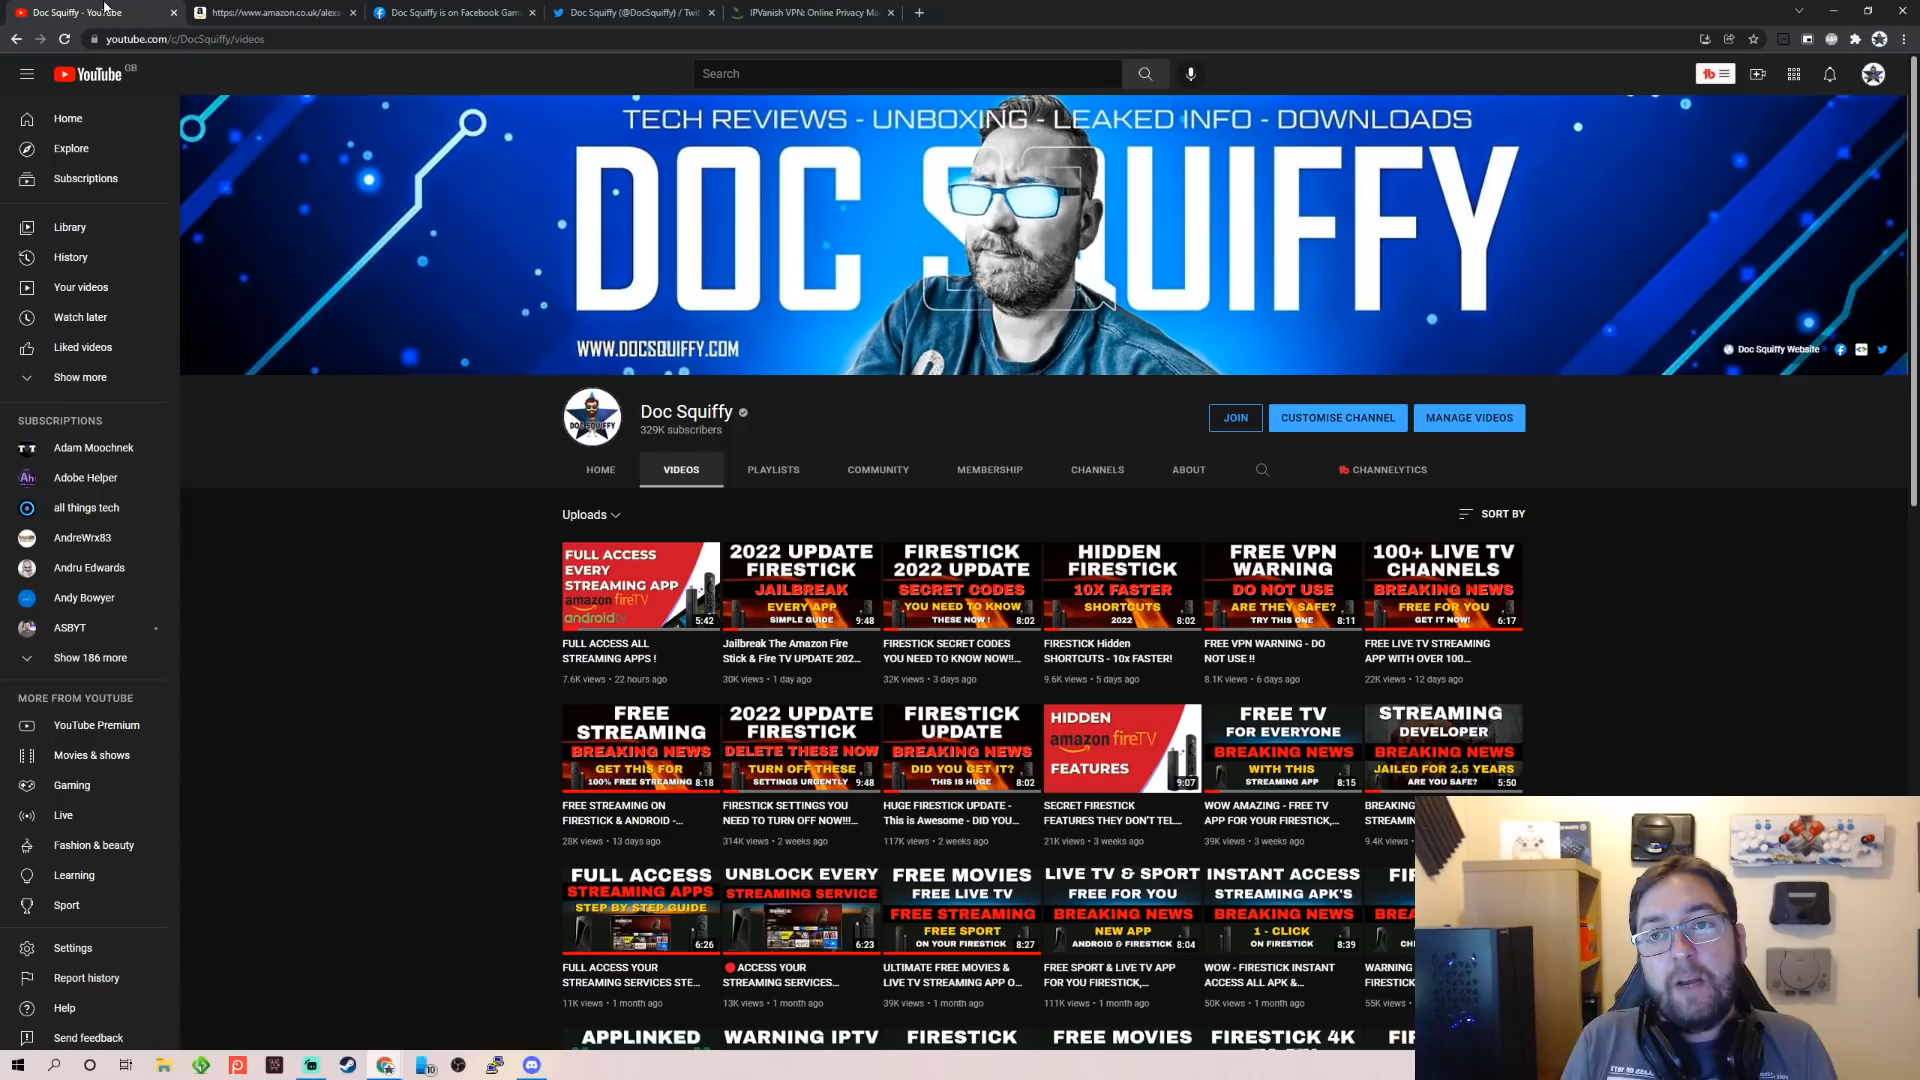 Doc Squiffy - YouTube
https://www.amazon.co.uk/alexa
Doc Squiffy is on Facebook Gam
Doc Squiffy (@DocSquiffy) / Twit
IPVanish VPN: Online Privacy Ma
youtube.com/c/DocSquiffy/videos
YouTube GB
Search
Home
Explore
Subscriptions
Library
History
Your videos
Watch later
Liked videos
Show more
SUBSCRIPTIONS
Adam Moochnek
Adobe Helper
all things tech
AndreWrx83
Andru Edwards
Andy Bowyer
ASBYT
Show 186 more
MORE FROM YOUTUBE
YouTube Premium
Movies & shows
Gaming
Live
Fashion & beauty
Learning
Sport
Settings
Report history
Help
Send feedback
TECH REVIEWS - UNBOXING - LEAKED INFO - DOWNLOADS
DOC SQUIFFY
WWW.DOCSQUIFFY.COM
Doc Squiffy Website
DOC SQUIFFY
Doc Squiffy
329K subscribers
JOIN
CUSTOMISE CHANNEL
MANAGE VIDEOS
HOME
VIDEOS
PLAYLISTS
COMMUNITY
MEMBERSHIP
CHANNELS
ABOUT
CHANNELYTICS
Uploads
SORT BY
FULL ACCESS
EVERY
STREAMING APP
amazon fireTV
androidtv
5:42
FULL ACCESS ALL
STREAMING APPS !
7.6K views • 22 hours ago
2022 UPDATE
FIRESTICK
JAILBREAK
EVERY APP
SIMPLE GUIDE
9:48
Jailbreak The Amazon Fire
Stick & Fire TV UPDATE 202...
30K views • 1 day ago
FIRESTICK
2022 UPDATE
SECRET CODES
YOU NEED TO KNOW
THESE NOW !
8:02
FIRESTICK SECRET CODES
YOU NEED TO KNOW NOW!!...
32K views • 3 days ago
HIDDEN
FIRESTICK
10X FASTER
SHORTCUTS
2022
8:02
FIRESTICK Hidden
SHORTCUTS - 10x FASTER!
9.6K views • 5 days ago
FREE VPN
WARNING
DO NOT USE
ARE THEY SAFE?
TRY THIS ONE
8:11
FREE VPN WARNING - DO
NOT USE !!
8.1K views • 6 days ago
100+ LIVE TV
CHANNELS
BREAKING NEWS
FREE FOR YOU
GET IT NOW!
6:17
FREE LIVE TV STREAMING
APP WITH OVER 100...
22K views • 12 days ago
FREE
STREAMING
BREAKING NEWS
GET THIS FOR
100% FREE STREAMING
8:18
FREE STREAMING ON
FIRESTICK & ANDROID -...
28K views • 13 days ago
2022 UPDATE
FIRESTICK
DELETE THESE NOW
TURN OFF THESE
SETTINGS URGENTLY
9:48
FIRESTICK SETTINGS YOU
NEED TO TURN OFF NOW!!!...
314K views • 2 weeks ago
FIRESTICK
UPDATE
BREAKING NEWS
DID YOU GET IT?
THIS IS HUGE
8:02
HUGE FIRESTICK UPDATE -
This is Awesome - DID YOU...
117K views • 2 weeks ago
HIDDEN
amazon fireTV
FEATURES
9:07
SECRET FIRESTICK
FEATURES THEY DON'T TEL...
21K views • 3 weeks ago
FREE TV
FOR EVERYONE
BREAKING NEWS
WITH THIS
STREAMING APP
8:15
WOW AMAZING - FREE TV
APP FOR YOUR FIRESTICK,...
39K views • 3 weeks ago
STREAMING
DEVELOPER
BREAKING NEWS
JAILED FOR 2.5 YEARS
ARE YOU SAFE?
5:50
BREAKING
STREAMIN
9.4K views
FULL ACCESS
STREAMING APPS
STEP BY STEP GUIDE
6:26
FULL ACCESS YOUR
STREAMING SERVICES STE...
11K views • 1 month ago
UNBLOCK EVERY
STREAMING SERVICE
6:23
ACCESS YOUR
STREAMING SERVICES...
13K views • 1 month ago
FREE MOVIES
FREE LIVE TV
FREE STREAMING
FREE SPORT
ON YOUR FIRESTICK
8:27
ULTIMATE FREE MOVIES &
LIVE TV STREAMING APP O...
39K views • 1 month ago
LIVE TV & SPORT
FREE FOR YOU
BREAKING NEWS
NEW APP
ANDROID & FIRESTICK
8:04
FREE SPORT & LIVE TV APP
FOR YOU FIRESTICK,...
111K views • 1 month ago
INSTANT ACCESS
STREAMING APK'S
BREAKING NEWS
1 - CLICK
ON FIRESTICK
8:39
WOW - FIRESTICK INSTANT
ACCESS ALL APK &...
50K views • 1 month ago
FI
BREA
CH
WARNING
FIRESTICK
55K views
APPLINKED
WARNING IPTV
FIRESTICK
FREE MOVIES
FIRESTICK 4K
FI
10